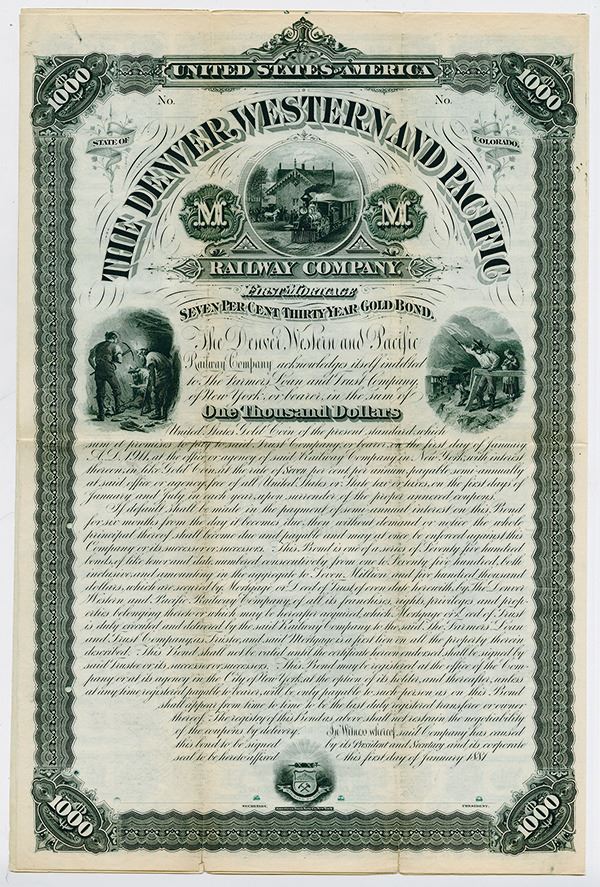 1000 1000
UNITED STATES OF AMERICA
No. No.
STATE OF COLORADO.
THE DENVER, WESTERN AND PACIFIC
M M
RAILWAY COMPANY.
FIRST MORTGAGE
SEVEN PER CENT THIRTY YEAR GOLD BOND.
The Denver, Western and Pacific
Railway Company acknowledges itself indebted
to The Farmers Loan and Trust Company,
of New York, or bearer, in the sum of
One Thousand Dollars
United States Gold Coin of the present standard, which
sum it promises to pay to said Trust Company, or bearer, on the first day of January
A.D. 1911, at the office or agency of said Railway Company in New York, with interest
thereon, in like Gold Coin, at the rate of Seven per cent. per annum, payable semi-annually,
at said office or agency, free of all United States or State tax or taxes, on the first days of
January and July in each year, upon surrender of the proper annexed coupons.
If default shall be made in the payment of semi-annual interest on this Bond
for six months from the day it becomes due, then, without demand or notice, the whole
principal thereof shall become due and payable and may at once be enforced against this
Company or its successor or successors. This Bond is one of a series of Seventy five hundred
bonds, of like tenor and date, numbered consecutively from one to Seventy five hundred, both
inclusive, and amounting in the aggregate to Seven Million and five hundred thousand
dollars, which are secured by Mortgage or Deed of Trust of even date herewith, by The Denver
Western and Pacific Railway Company, of all its franchises, rights, privileges and prop-
erties belonging to, or which may be hereafter acquired, which Mortgage or Deed of Trust
is duly executed and delivered by the said Railway Company to the said The Farmers' Loan
and Trust Company, as Trustee, and said Mortgage is a first lien on all the property therein
described. This Bond shall not be valid until the certificate hereon endorsed shall be signed by
said Trustee or its successor or successors. This Bond may be registered at the office of the Com-
pany or at its agency in the City of New York, at the option of its holder, and thereafter, unless
at any time registered payable to bearer, will be only payable to such person as on this Bond
shall appear from time to time to be the last duly registered transferee or owner
thereof. The registry of this Bond as above shall not restrain the negotiability
of the coupons by delivery. In Witness whereof, said Company has caused
this bond to be signed by its President and Secretary and its corporate
seal to be hereto affixed this first day of January 1881
SECRETARY. PRESIDENT.
1000 1000